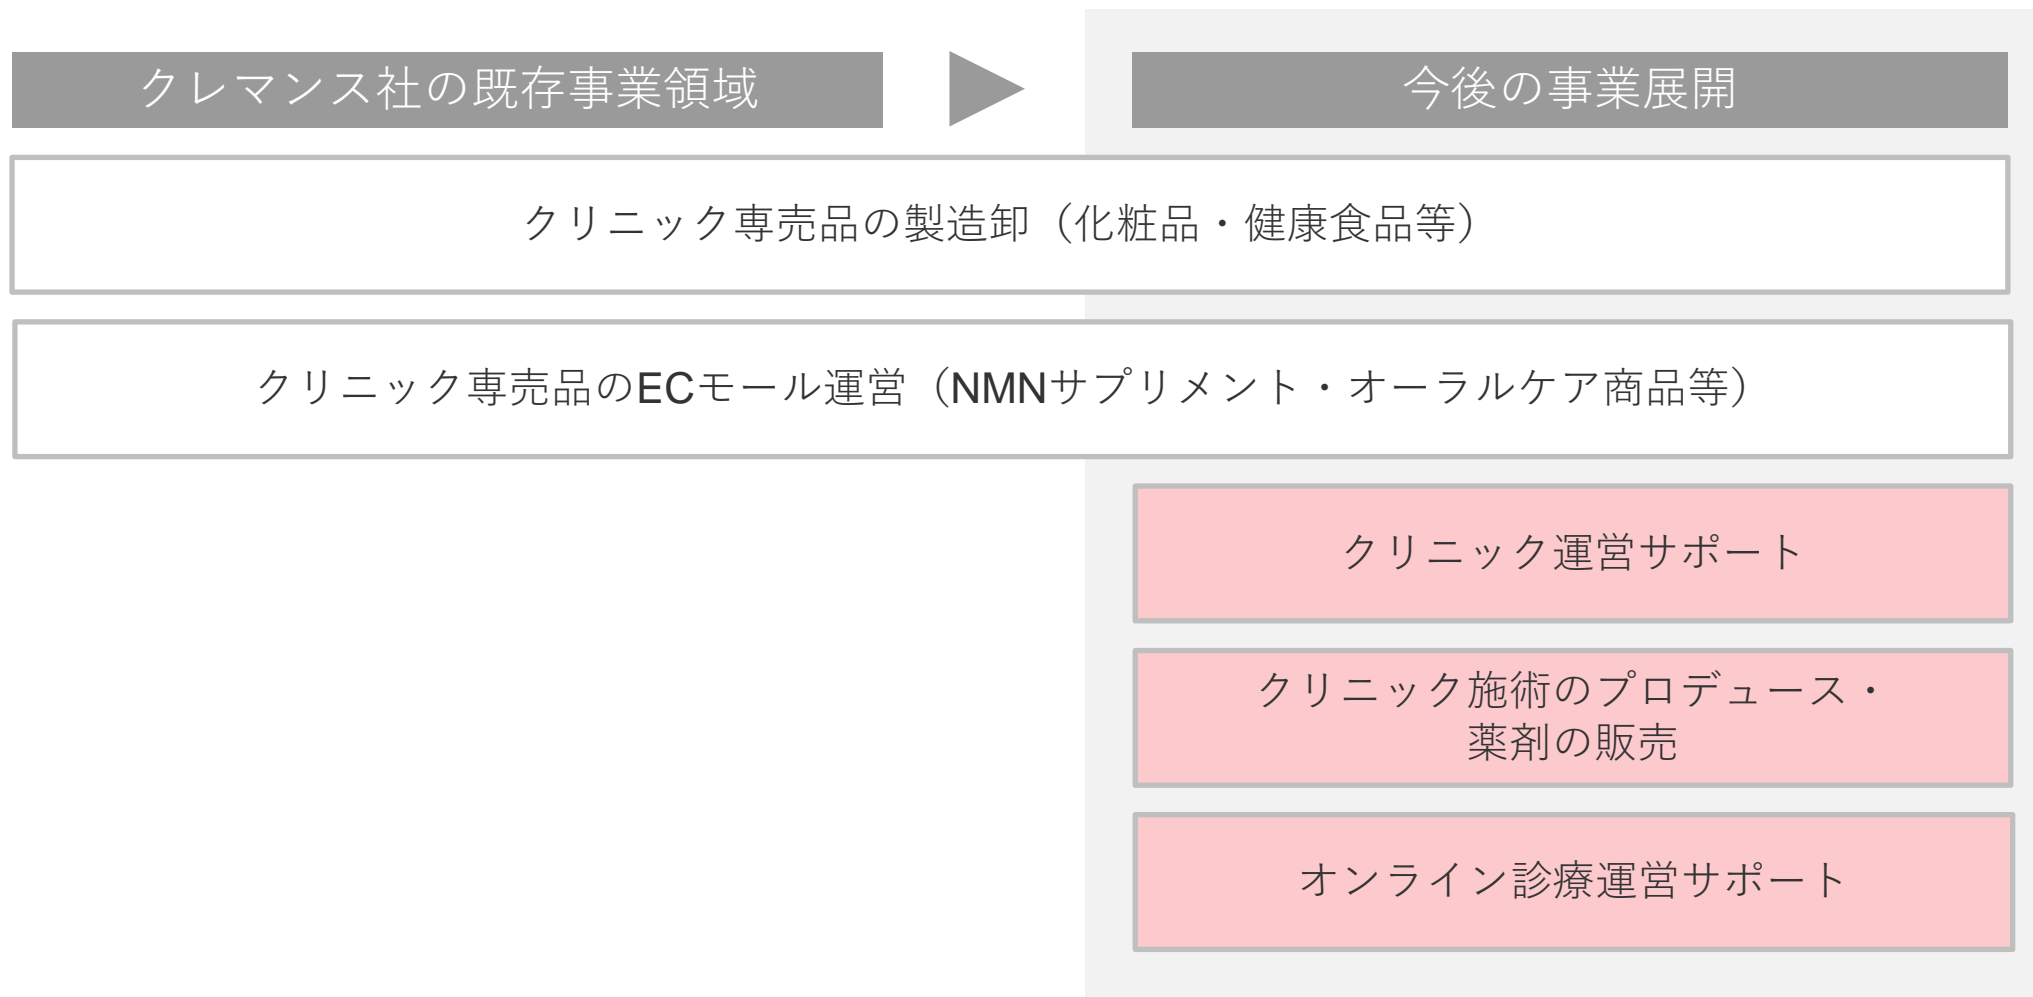 クレマンス社の既存事業領域
今後の事業展開
クリニック専売品の製造卸（化粧品・健康食品等）
クリニック専売品のECモール運営（NMNサプリメント・オーラルケア商品等）
クリニック運営サポート
クリニック施術のプロデュース・
薬剤の販売
オンライン診療運営サポート